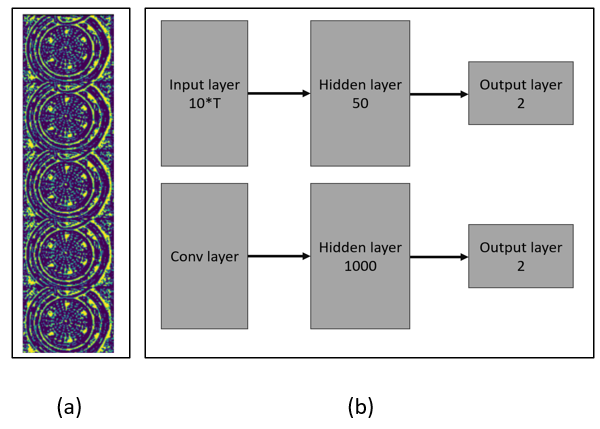 Input layer
10*T
Hidden layer
50
Output layer
2
Conv layer
Hidden layer
1000
Output layer
2
(a)
(b)